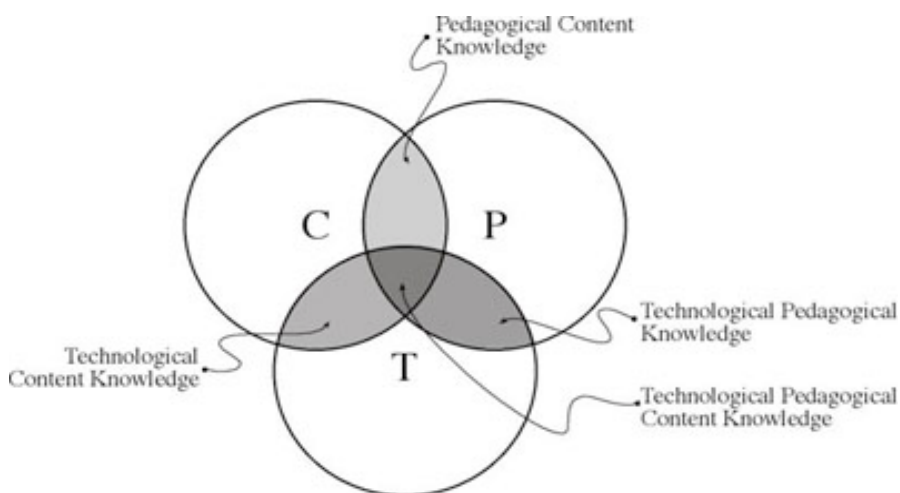 Pedagogical Content
Knowledge
C
P
Technological Pedagogical
Knowledge
Technological
Content Knowledge
T
Technological Pedagogical
Content Knowledge